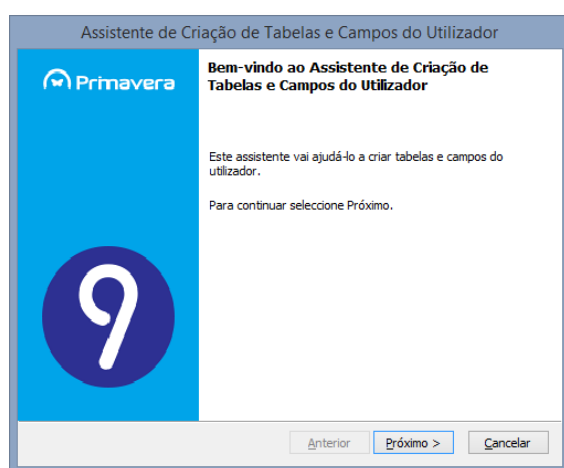 Assistente de Criação de Tabelas e Campos do Utilizador
Primavera
Bem-vindo ao Assistente de Criação de
Tabelas e Campos do Utilizador
Este assistente vai ajudá-lo a criar tabelas e campos do
utilizador.
Para continuar seleccione Próximo.
9
Anterior
Próximo >
Cancelar